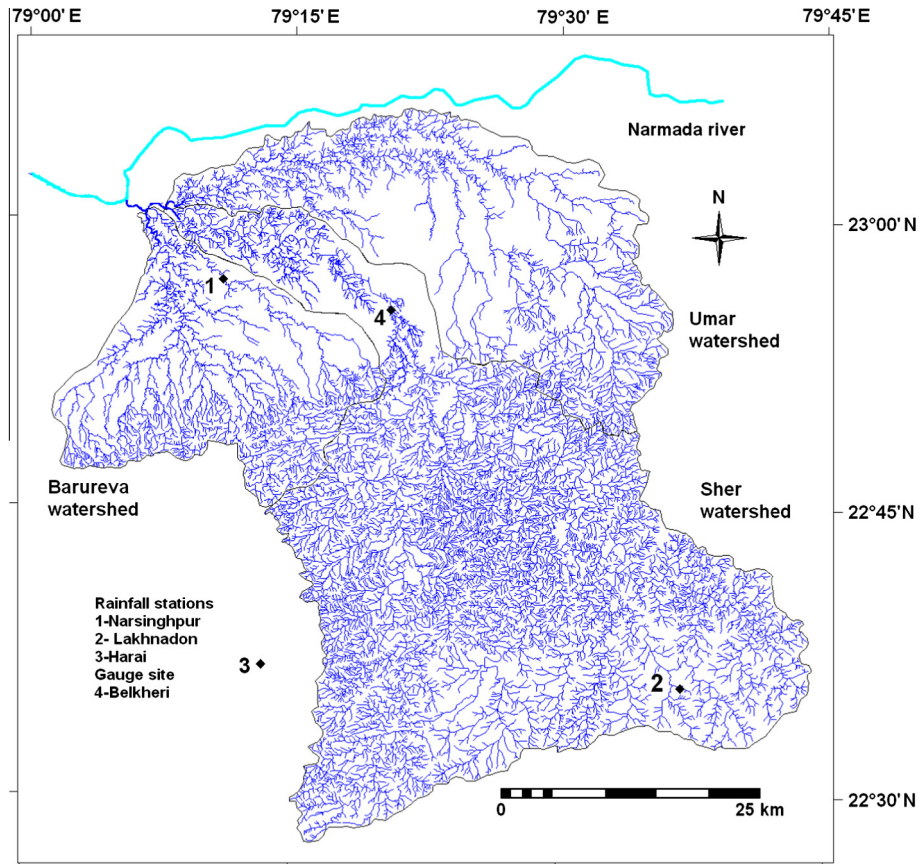 79°00' E 79°15' E 79°30' E 79°45' E
Narmada river
N
23°00' N
1
4
Umar
watershed
Barureva
watershed
Sher
watershed
22°45' N
Rainfall stations
1-Narsinghpur
2- Lakhnadon
3-Harai
Gauge site
4-Belkheri
3
2
0 25 km
22°30' N